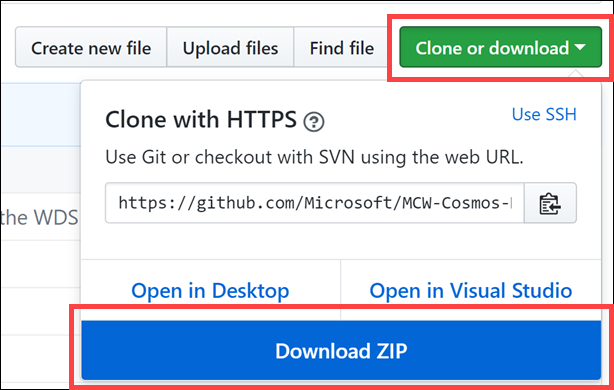 Create new file Upload files Find file Clone or download
Clone with HTTPS ?
Use SSH
Use Git or checkout with SVN using the web URL.
the WDS
https://github.com/Microsoft/MCW-Cosmos-
Open in Desktop Open in Visual Studio
Download ZIP